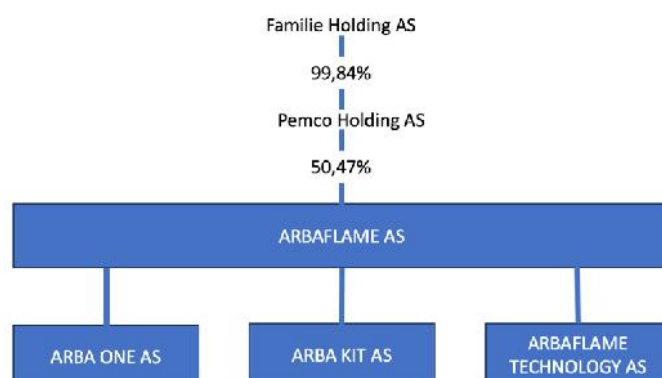 Familie Holding AS
99,84%
Pemco Holding AS
50,47%
ARBAFLAME AS
ARBA ONE AS
ARBA KIT AS
ARBAFLAME
TECHNOLOGY AS